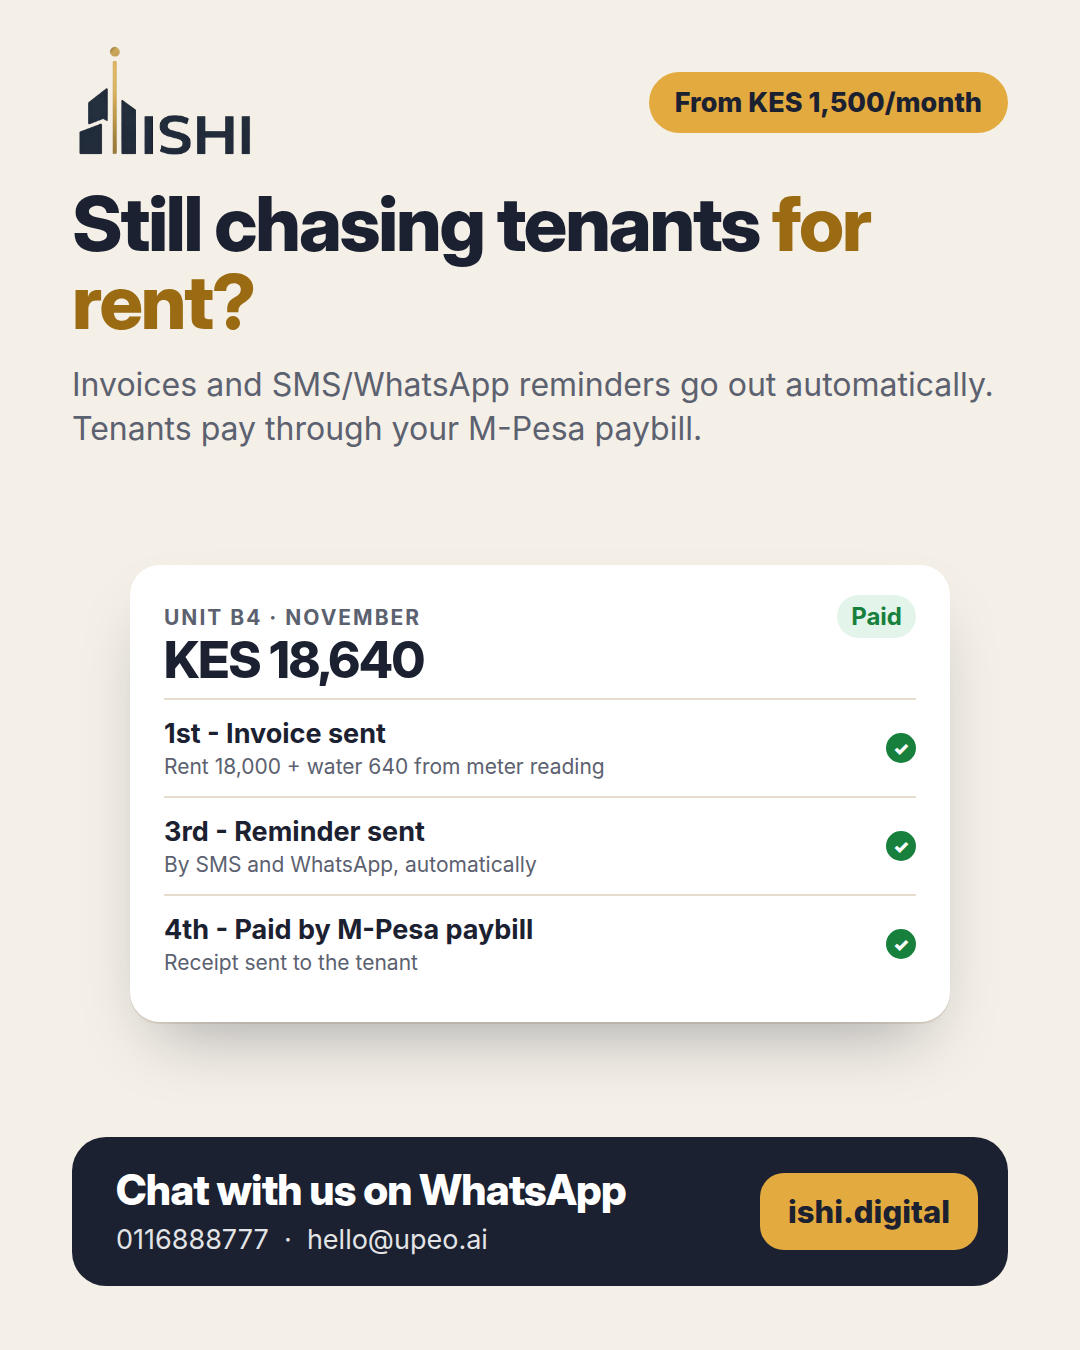 ISHI
From KES 1,500/month
Still chasing tenants for
rent?
Invoices and SMS/WhatsApp reminders go out automatically.
Tenants pay through your M-Pesa paybill.
UNIT B4 · NOVEMBER
Paid
KES 18,640
1st - Invoice sent
Rent 18,000 + water 640 from meter reading
3rd - Reminder sent
By SMS and WhatsApp, automatically
4th - Paid by M-Pesa paybill
Receipt sent to the tenant
Chat with us on WhatsApp
0116888777 · hello@upeo.ai
ishi.digital